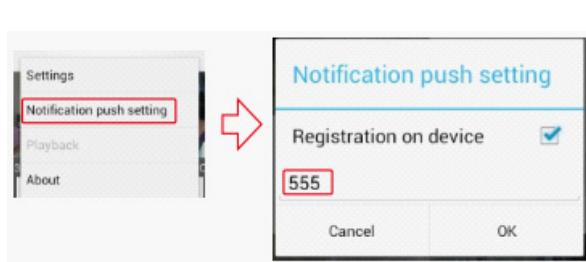 Settings
Notification push setting
Playback
About
Notification push setting
Registration on device
555
Cancel
OK